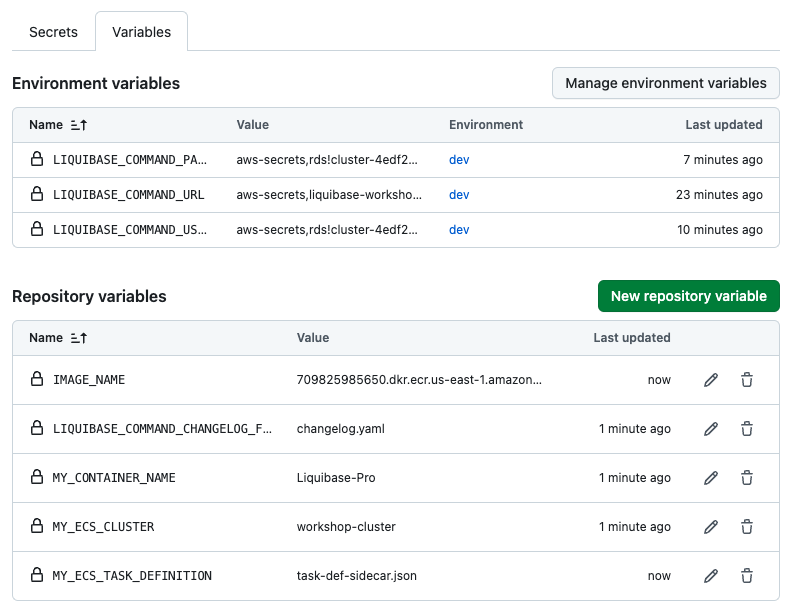 Secrets Variables
Environment variables Manage environment variables
Name Value Environment Last updated
LIQUIBASE_COMMAND_PA... aws-secrets,rds!cluster-4edf2... dev 7 minutes ago
LIQUIBASE_COMMAND_URL aws-secrets,liquibase-worksho... dev 23 minutes ago
LIQUIBASE_COMMAND_US... aws-secrets,rds!cluster-4edf2... dev 10 minutes ago
Repository variables New repository variable
Name Value Last updated
IMAGE_NAME 709825985650.dkr.ecr.us-east-1.amazon... now
LIQUIBASE_COMMAND_CHANGELOG_F... changelog.yaml 1 minute ago
MY_CONTAINER_NAME Liquibase-Pro 1 minute ago
MY_ECS_CLUSTER workshop-cluster 1 minute ago
MY_ECS_TASK_DEFINITION task-def-sidecar.json now